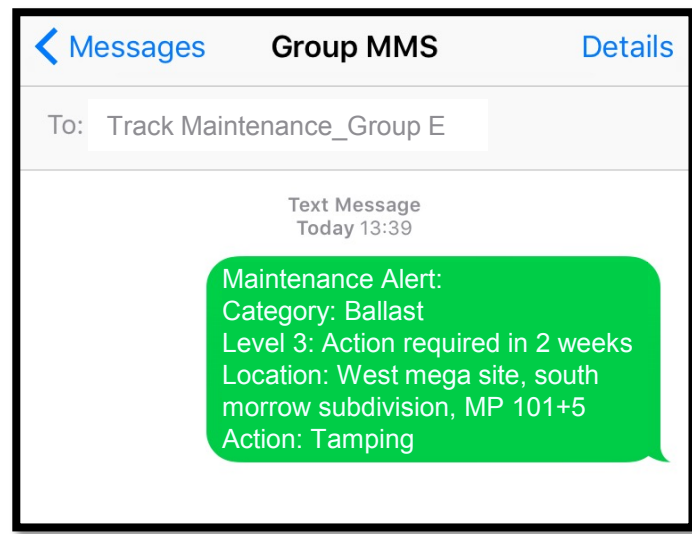 Messages Group MMS Details
To: Track Maintenance_Group E
Text Message
Today 13:39
Maintenance Alert:
Category: Ballast
Level 3: Action required in 2 weeks
Location: West mega site, south
morrow subdivision, MP 101+5
Action: Tamping